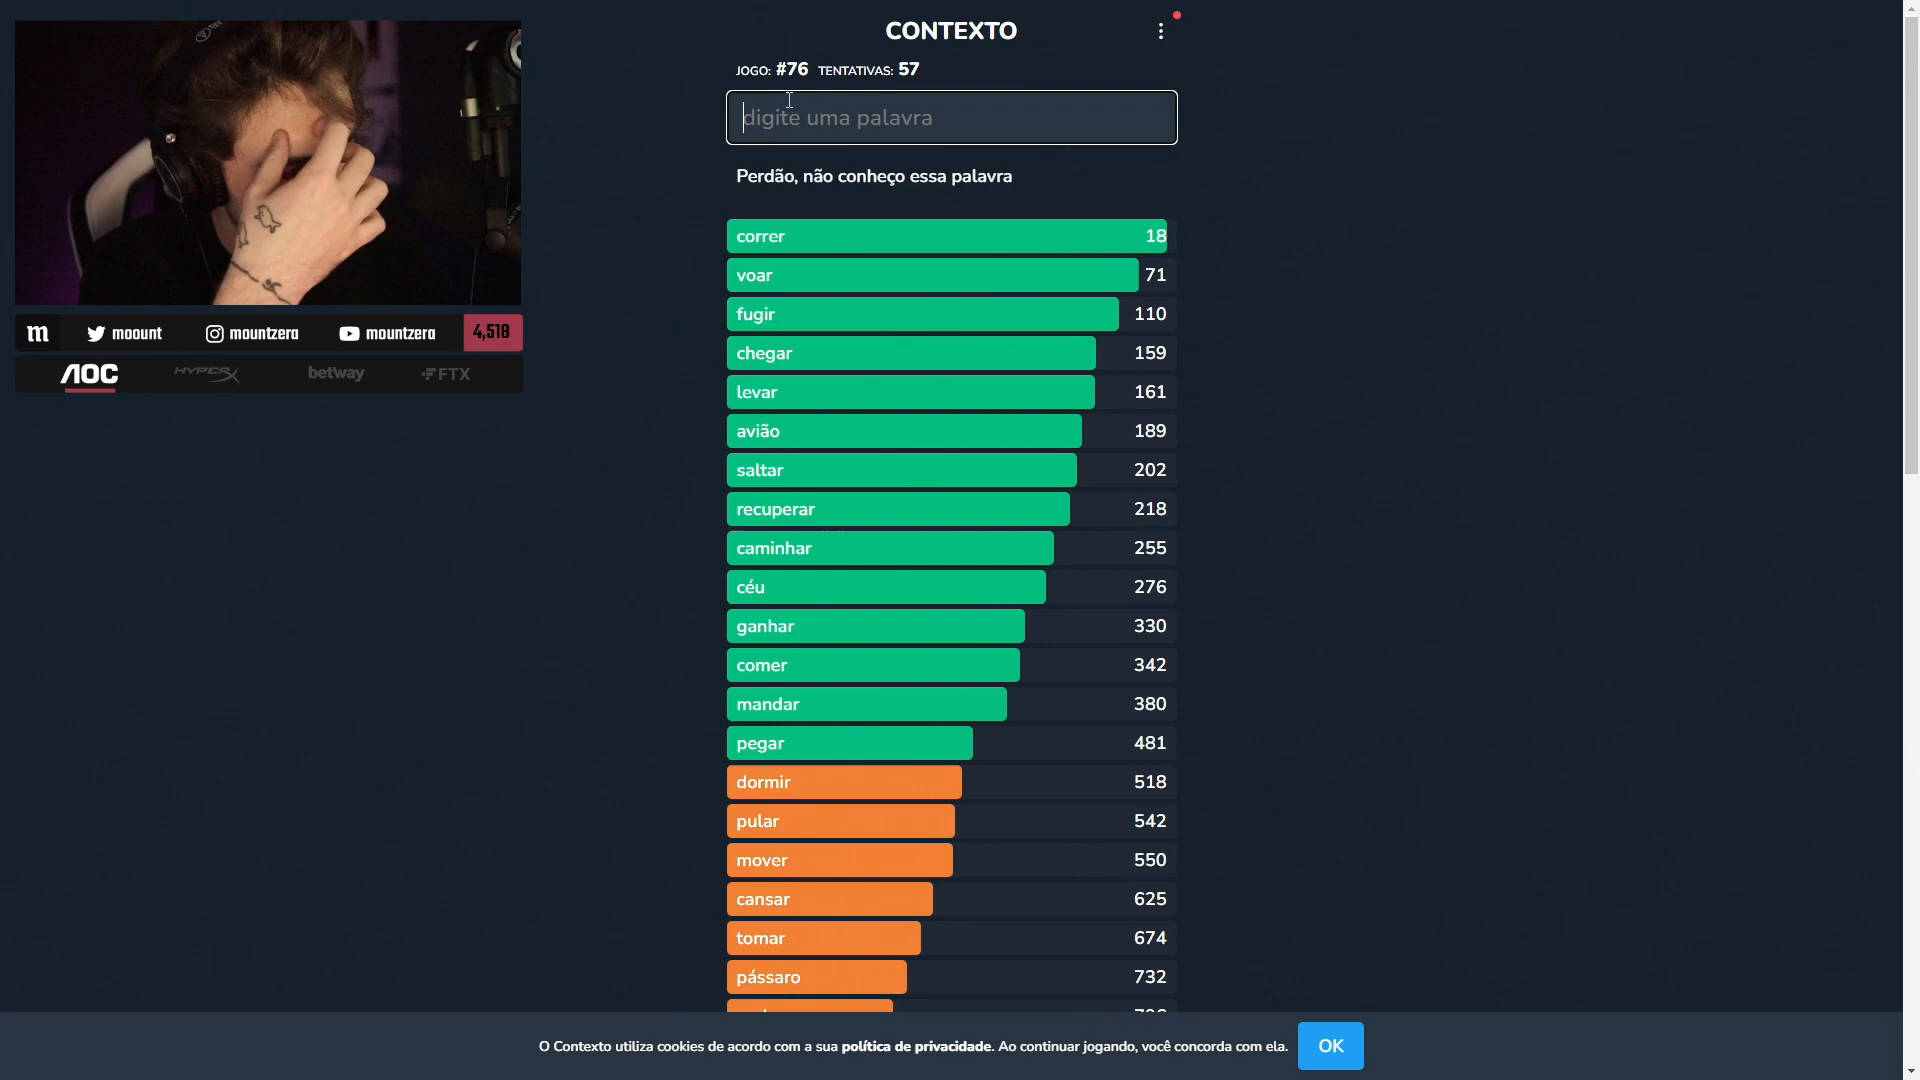 CONTEXTO
JOGO: #76 TENTATIVAS: 57
digite uma palavra
Perdão, não conheço essa palavra
correr 18
voar 71
fugir 110
chegar 159
levar 161
avião 189
saltar 202
recuperar 218
caminhar 255
céu 276
ganhar 330
comer 342
mandar 380
pegar 481
dormir 518
pular 542
mover 550
cansar 625
tomar 674
pássaro 732
m moount mountzera mountzera 4,518
AOC HYPERX betway FTX
O Contexto utiliza cookies de acordo com a sua política de privacidade. Ao continuar jogando, você concorda com ela. OK